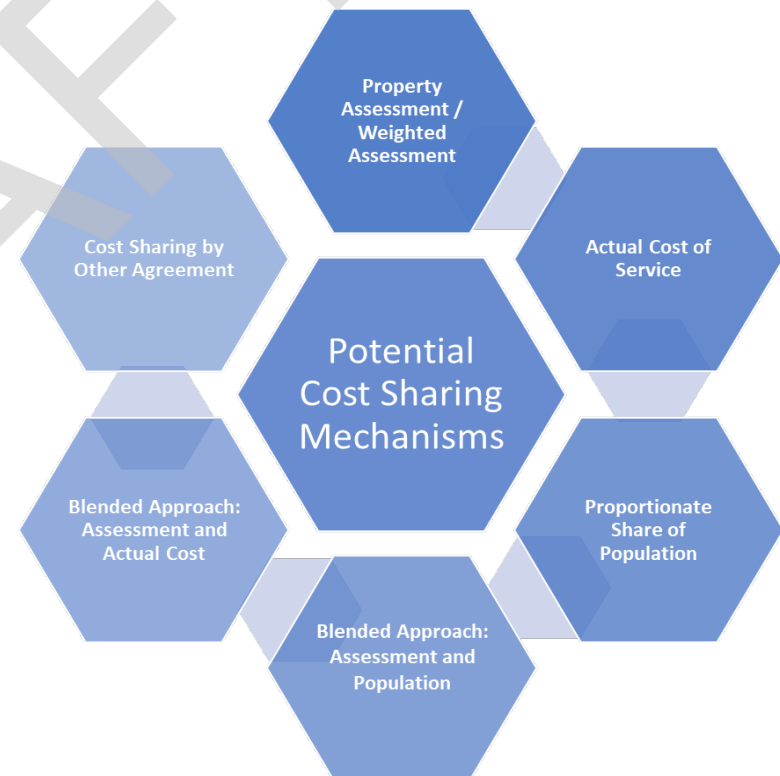 Property
Assessment /
Weighted
Assessment
Cost Sharing by
Other Agreement
Actual Cost of
Service
Potential
Cost Sharing
Mechanisms
Blended Approach:
Assessment and
Actual Cost
Proportionate
Share of
Population
Blended Approach:
Assessment and
Population